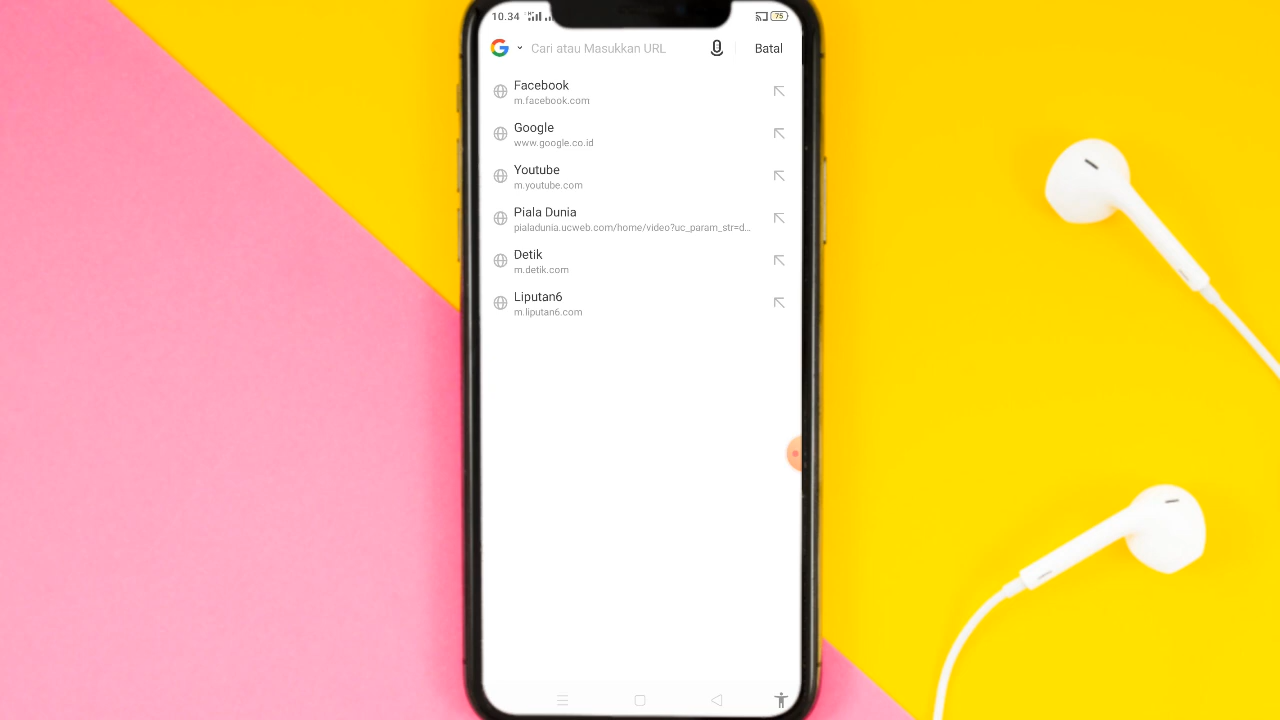 10.34
75
Cari atau Masukkan URL
Batal
Facebook
m.facebook.com
Google
www.google.co.id
Youtube
m.youtube.com
Piala Dunia
pialadunia.ucweb.com/home/video?uc_param_str=d...
Detik
m.detik.com
Liputan6
m.liputan6.com